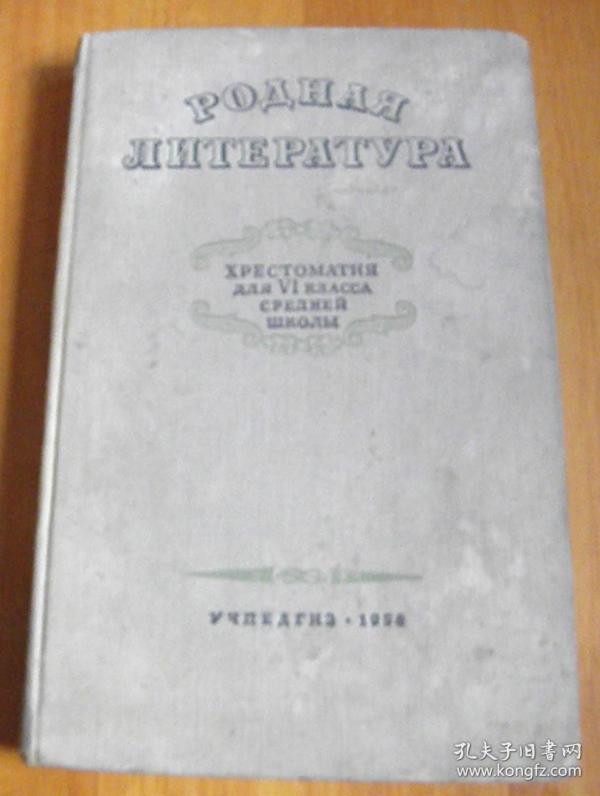 РОДНАЯ
ЛИТЕРАТУРА
ХРЕСТОМАТИЯ
ДЛЯ VI КЛАССА
СРЕДНЕЙ
ШКОЛЫ
УЧПЕДГИЗ •
孔夫子旧书网
www.kongfz.com